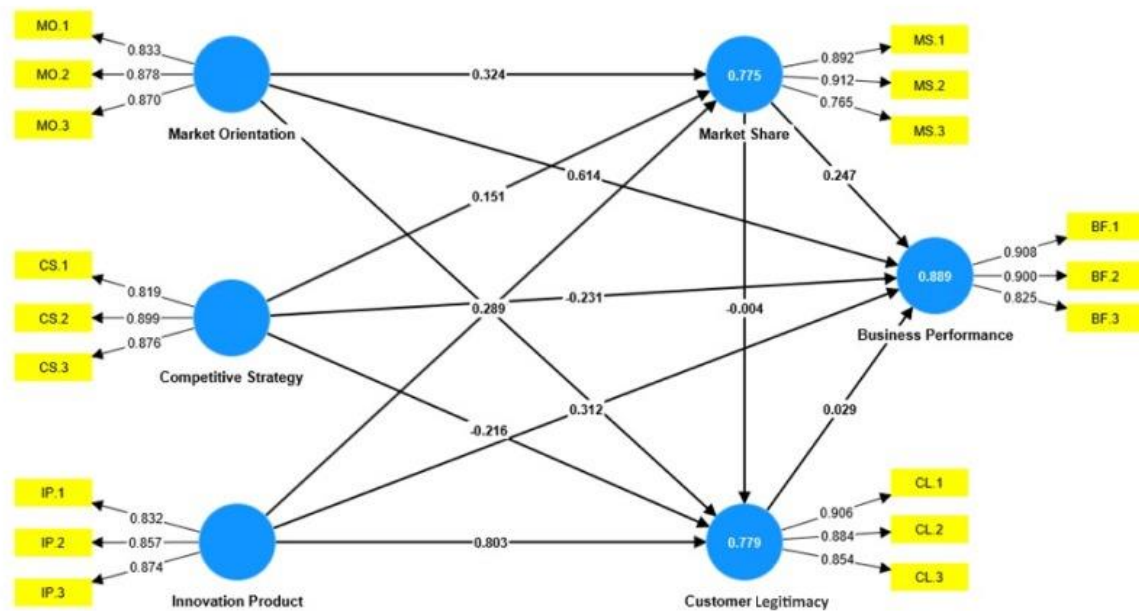 MO.1
0.833
MO.2
0.878
MO.3
0.870
Market Orientation
0.324
0.775
Market Share
MS.1
0.892
MS.2
0.912
MS.3
0.765
0.614
0.247
0.151
CS.1
0.819
CS.2
0.899
CS.3
0.876
Competitive Strategy
0.289
-0.231
-0.004
0.889
Business Performance
BF.1
0.908
BF.2
0.900
BF.3
0.825
-0.216
0.312
0.029
IP.1
0.832
IP.2
0.857
IP.3
0.874
Innovation Product
0.803
0.779
Customer Legitimacy
CL.1
0.906
CL.2
0.884
CL.3
0.854